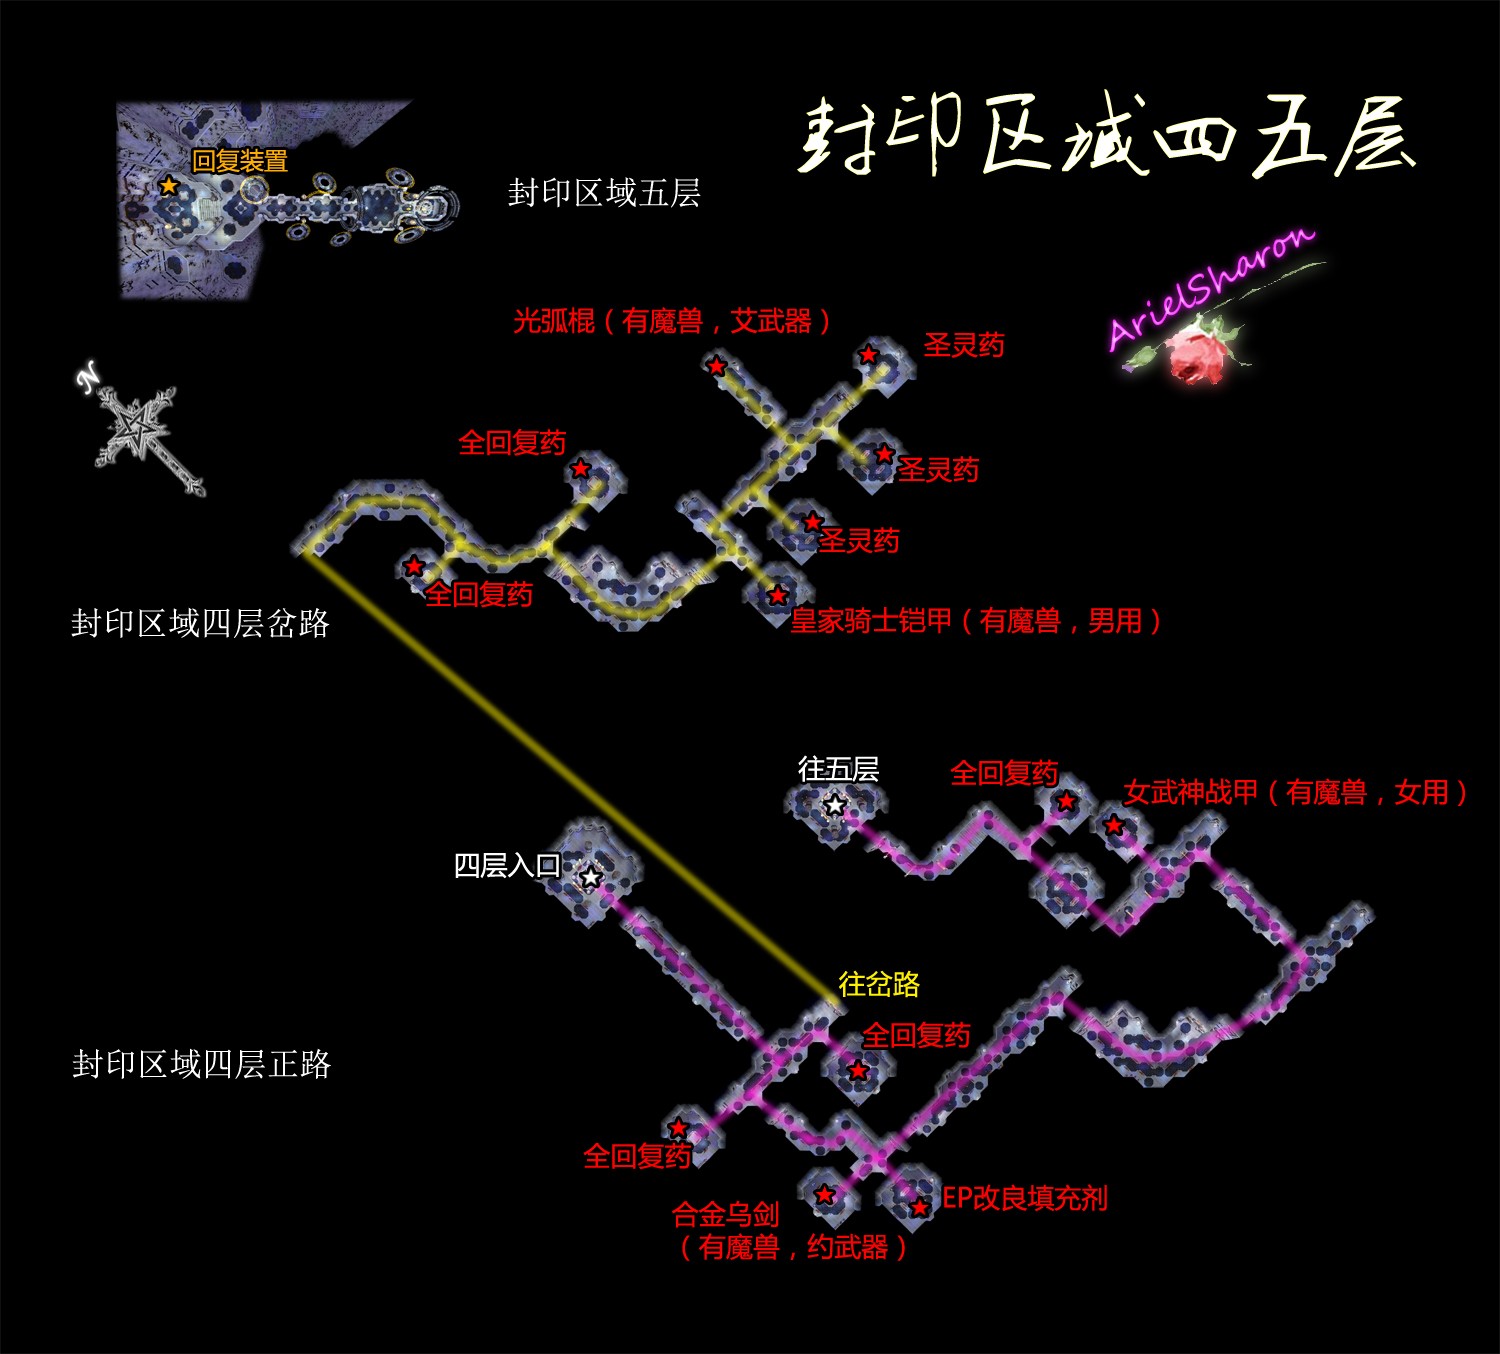 封印区域四五层
回复装置
封印区域五层
ArielSharon
N
光弧棍（有魔兽，艾武器）
圣灵药
全回复药
圣灵药
圣灵药
全回复药
皇家骑士铠甲（有魔兽，男用）
封印区域四层岔路
往五层
全回复药
女武神战甲（有魔兽，女用）
四层入口
往岔路
全回复药
封印区域四层正路
全回复药
EP改良填充剂
合金乌剑
（有魔兽，约武器）